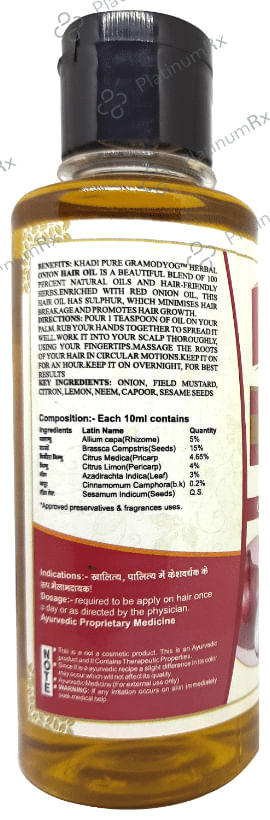 PlatinumRx
BENEFITS: KHADI PURE GRAMODYOG™ HERBAL
ONION HAIR OIL IS A BEAUTIFUL BLEND OF 100
PERCENT NATURAL OILS AND HAIR-FRIENDLY
HERBS.ENRICHED WITH RED ONION OIL, THIS
HAIR OIL HAS SULPHUR, WHICH MINIMISES HAIR
BREAKAGE AND PROMOTES HAIR GROWTH.
DIRECTIONS: POUR 1 TEASPOON OF OIL ON YOUR
PALM. RUB YOUR HANDS TOGETHER TO SPREAD IT
WELL.WORK IT INTO YOUR SCALP THOROUGHLY,
USING YOUR FINGERTIPS.MASSAGE THE ROOTS
OF YOUR HAIR IN CIRCULAR MOTIONS.KEEP IT ON
FOR AN HOUR.KEEP IT ON OVERNIGHT, FOR BEST
RESULTS
KEY INGREDIENTS: ONION, FIELD MUSTARD,
CITRON, LEMON, NEEM, CAPOOR, SESAME SEEDS
Composition:- Each 10ml contains
Ingredients Latin Name Quantity
Allium cepa(Rhizome) 5%
Brassca Cempstris(Seeds) 15%
Citrus Medica(Pricarp) 4.65%
Citrus Limon(Pericarp) 4%
Azadirachta Indica(Leaf) 3%
Cinnamomum Camphora(b.k) 0.2%
Sesamum Indicum(Seeds) Q.S.
*Approved preservatives & fragrances uses.
Indications:- खालित्य, पालित्य में केशवर्धक के
Dosage:- required to be apply on hair once
a day or as directed by the physician.
Ayurvedic Proprietary Medicine
NOTE
This is a not a cosmetic product. This is an Ayurvedic
product and It Contains Therapeutic Properties.
Since it is a ayurvedic recipe a slight difference in its color
may occur which will not affect its quality.
Ayurvedic Medicine (For external use only)
WARNING: If any irritation occurs on skin immediately
seek medical help.